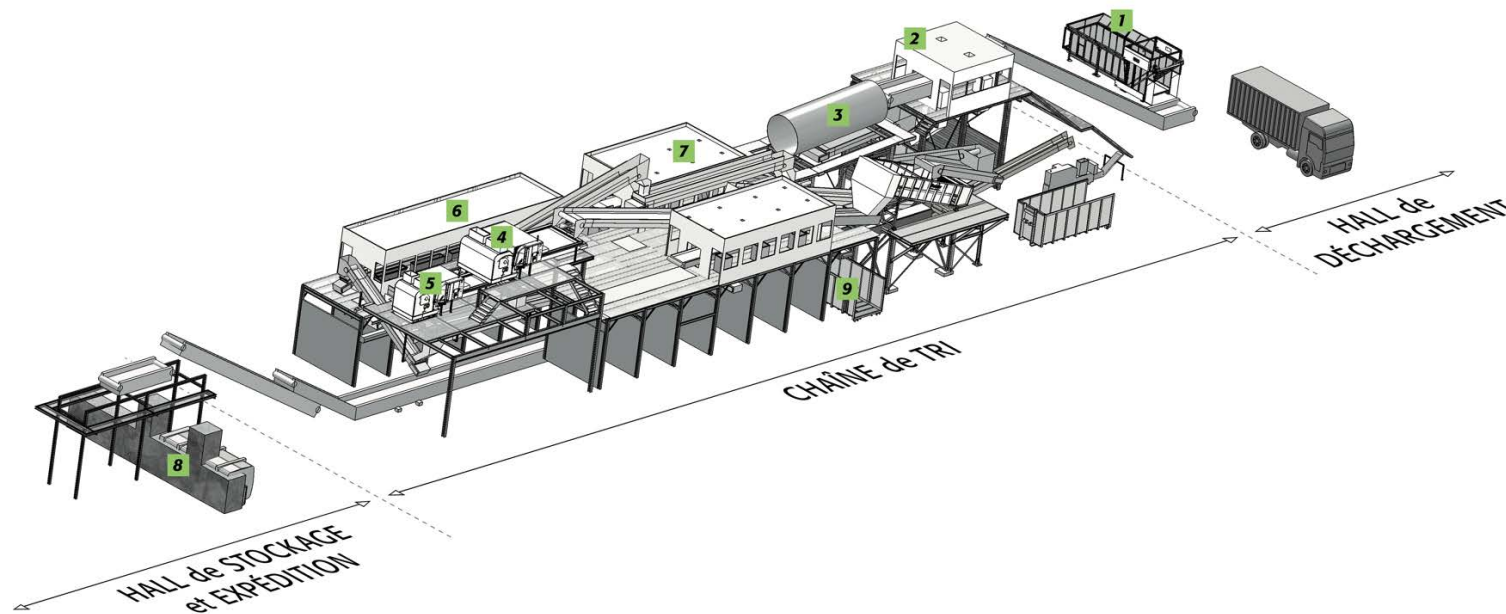 1
2
3
7
6
4
5
9
8
HALL de
DÉCHARGEMENT
CHAÎNE de TRI
HALL de STOCKAGE
et EXPÉDITION